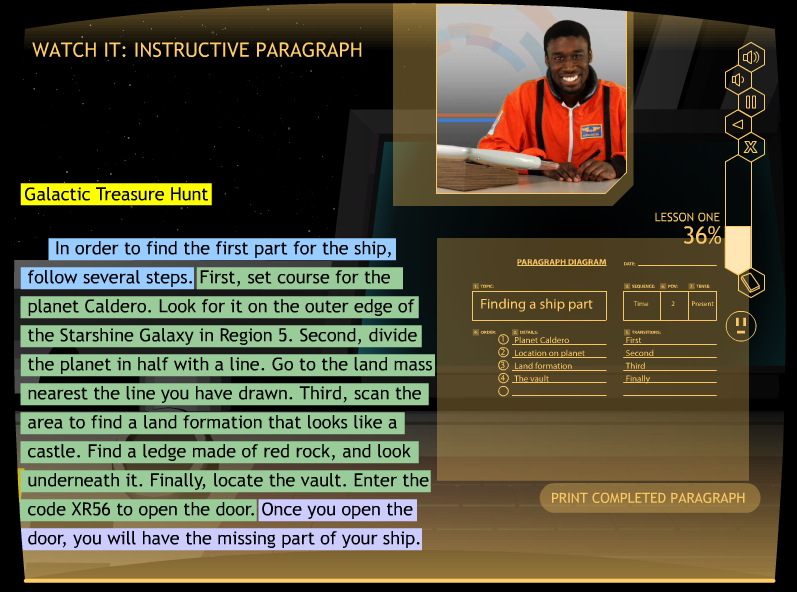 WATCH IT: INSTRUCTIVE PARAGRAPH
Galactic Treasure Hunt
In order to find the first part for the ship,
follow several steps. First, set course for the
planet Caldero. Look for it on the outer edge of
the Starshine Galaxy in Region 5. Second, divide
the planet in half with a line. Go to the land mass
nearest the line you have drawn. Third, scan the
area to find a land formation that looks like a
castle. Find a ledge made of red rock, and look
underneath it. Finally, locate the vault. Enter the
code XR56 to open the door. Once you open the
door, you will have the missing part of your ship.
LESSON ONE
36%
PARAGRAPH DIAGRAM
DATE:
TOPIC:
SEQUENCE: POV: TENSE:
Finding a ship part
Time 2 Present
ORDER: DETAILS: TRANSITIONS:
1 Planet Caldero First
2 Location on planet Second
3 Land formation Third
4 The vault Finally
PRINT COMPLETED PARAGRAPH